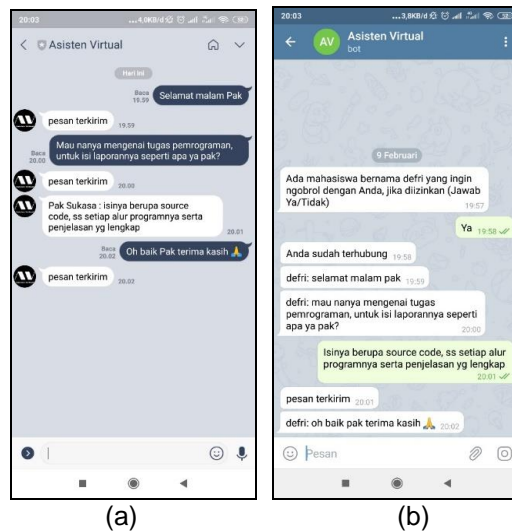 20:03
...4,0KB/d
Asisten Virtual
Hari ini
Baca
19.59
Selamat malam Pak
pesan terkirim
19.59
Baca
20.00
Mau nanya mengenai tugas pemrograman,
untuk isi laporannya seperti apa ya pak?
pesan terkirim
20.00
Pak Sukasa : isinya berupa source
code, ss setiap alur programnya serta
penjelasan yg lengkap
20.01
Baca
20.02
Oh baik Pak terima kasih 🙏
pesan terkirim
20.02
(a)
20:03
...3,8KB/d
AV
Asisten Virtual
bot
9 Februari
Ada mahasiswa bernama defri yang ingin
ngobrol dengan Anda, jika diizinkan (Jawab
Ya/Tidak)
19:57
Ya 19:58
Anda sudah terhubung 19:58
defri: selamat malam pak 19:59
defri: mau nanya mengenai tugas
pemrograman, untuk isi laporannya seperti
apa ya pak?
20:00
Isinya berupa source code, ss setiap alur
programnya serta penjelasan yg lengkap
20:01
pesan terkirim 20:01
defri: oh baik pak terima kasih 🙏 20:02
Pesan
(b)